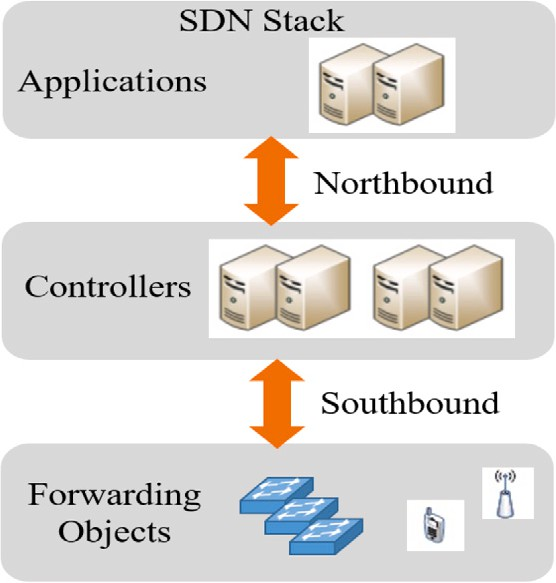 SDN Stack
Applications
Northbound
Controllers
Southbound
Forwarding
Objects